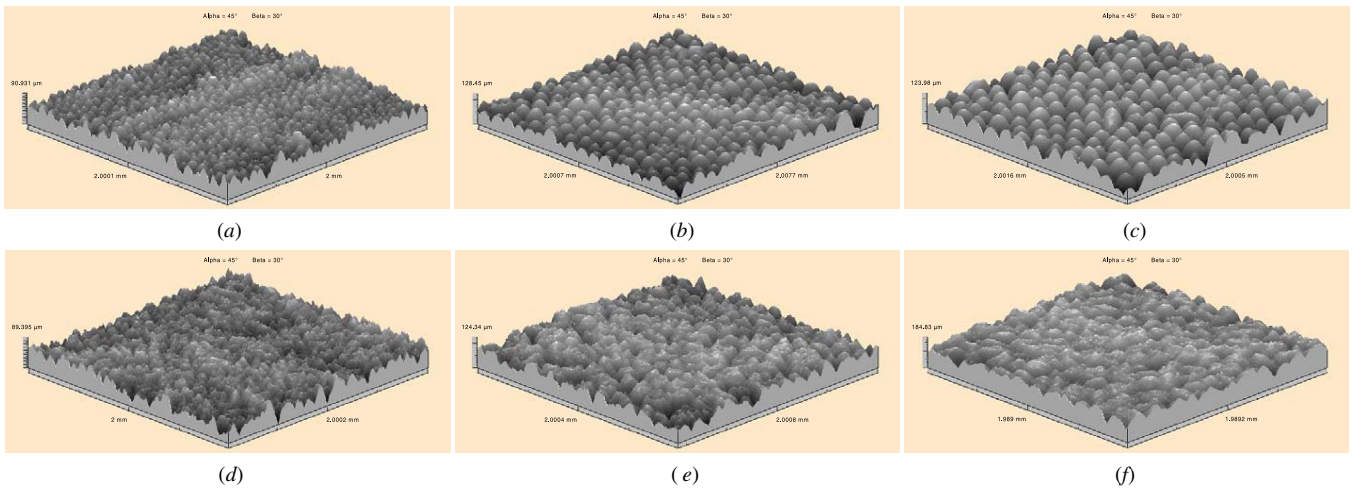 Alpha = 45° Beta = 30°
90.931 µm
2.0001 mm
2 mm
(a)
Alpha = 45° Beta = 30°
128.45 µm
2.0007 mm
2.0077 mm
(b)
Alpha = 45° Beta = 30°
123.98 µm
2.0016 mm
2.0005 mm
(c)
Alpha = 45° Beta = 30°
89.395 µm
2 mm
2.0002 mm
(d)
Alpha = 45° Beta = 30°
124.34 µm
2.0004 mm
2.0008 mm
(e)
Alpha = 45° Beta = 30°
184.83 µm
1.989 mm
1.9892 mm
(f)